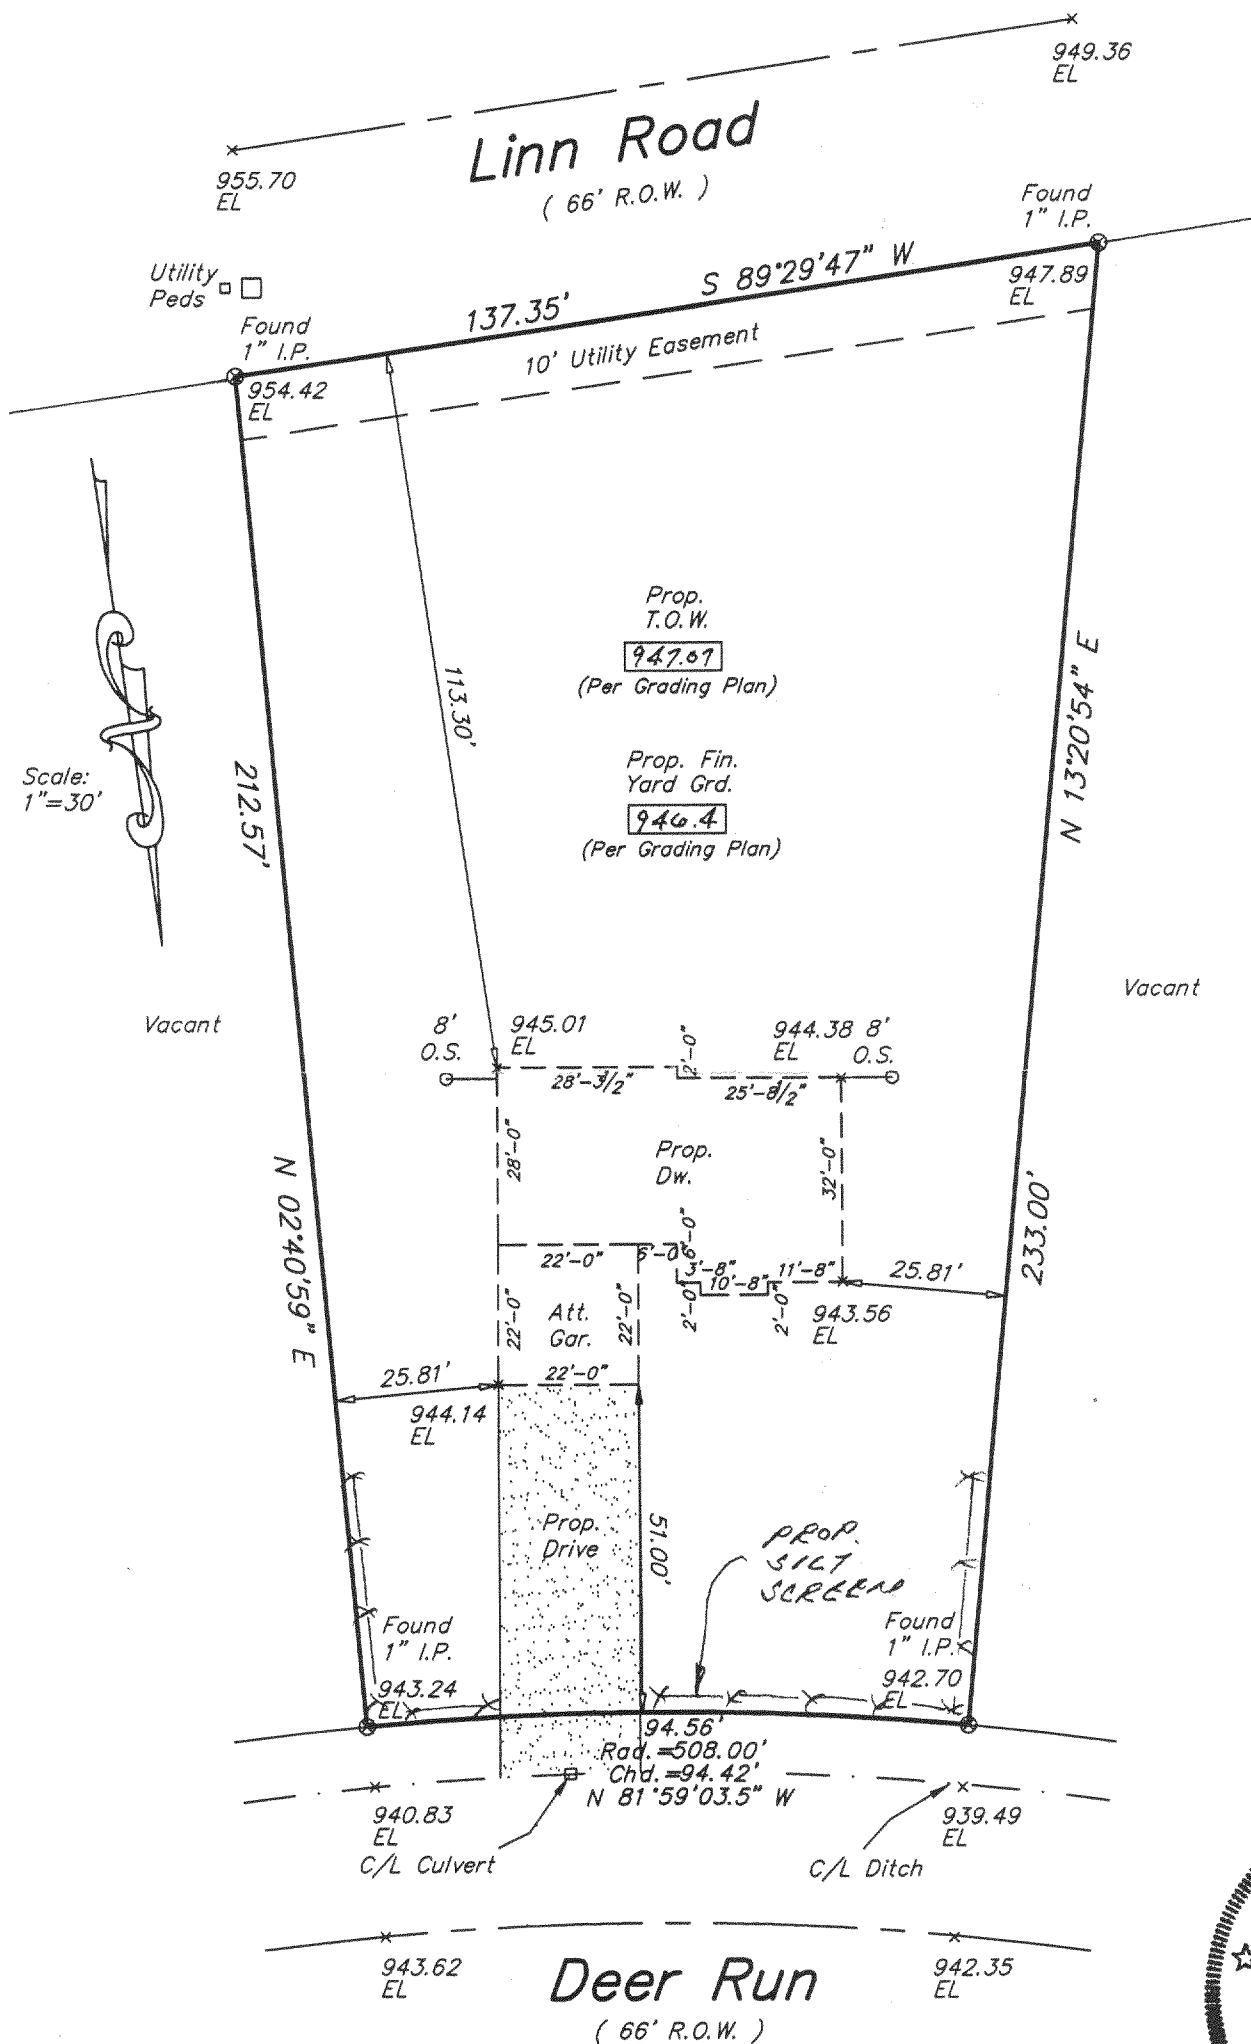 949.36
EL
Linn Road
( 66' R.O.W. )
955.70
EL
Found
1" I.P.
Utility
Peds
S 89°29'47" W
947.89
EL
137.35'
Found
1" I.P.
10' Utility Easement
954.42
EL
Prop.
T.O.W.
947.07
(Per Grading Plan)
113.30'
N 13°20'54" E
Prop. Fin.
Yard Grd.
946.4
(Per Grading Plan)
Scale:
1"=30'
212.57'
Vacant
Vacant
8'
O.S.
945.01
EL
2'-0"
944.38
EL
8'
O.S.
28'-3 1/2"
25'-8 1/2"
28'-0"
Prop.
Dw.
32'-0"
N 02°40'59" E
233.00'
22'-0"
6'-0"
6'-0"
3'-8"
10'-8"
11'-8"
25.81'
2'-0"
2'-0"
943.56
EL
22'-0"
Att.
Gar.
22'-0"
22'-0"
25.81'
944.14
EL
Prop.
Drive
51.00'
PROP.
SILT
SCREEN
Found
1" I.P.
943.24
EL
Found
1" I.P.
942.70
EL
94.56'
Rad.=508.00'
Chd.=94.42'
N 81°59'03.5" W
940.83
EL
C/L Culvert
939.49
EL
C/L Ditch
943.62
EL
Deer Run
942.35
EL
( 66' R.O.W. )